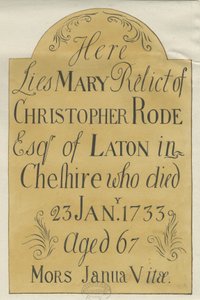 Here
Lies MARY Relict of
CHRISTOPHER RODE
Esqr. of LATON in
Cheshire who died
23 JANY. 1733
Aged 67
MORS JANUA VITÆ.